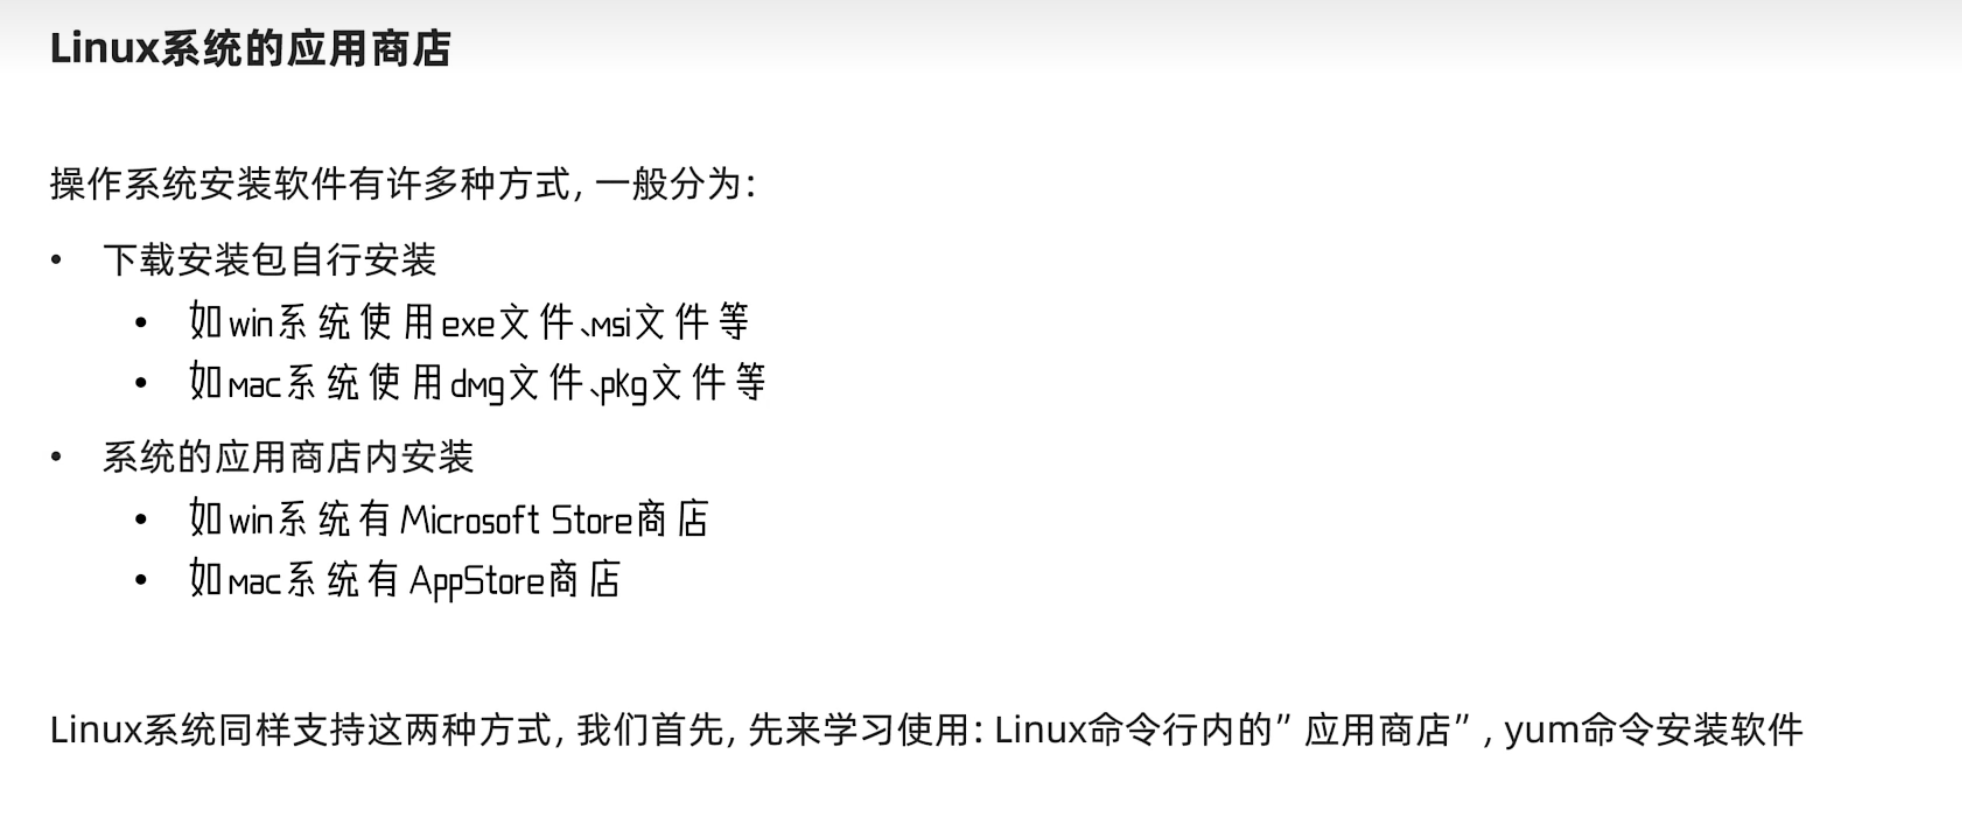 Linux系统的应用商店
操作系统安装软件有许多种方式, 一般分为:
• 下载安装包自行安装
• 如win系统使用exe文件、msi文件等
• 如mac系统使用dmg文件、pkg文件等
• 系统的应用商店内安装
• 如win系统有Microsoft Store商店
• 如mac系统有AppStore商店
Linux系统同样支持这两种方式, 我们首先, 先来学习使用: Linux命令行内的”应用商店”, yum命令安装软件